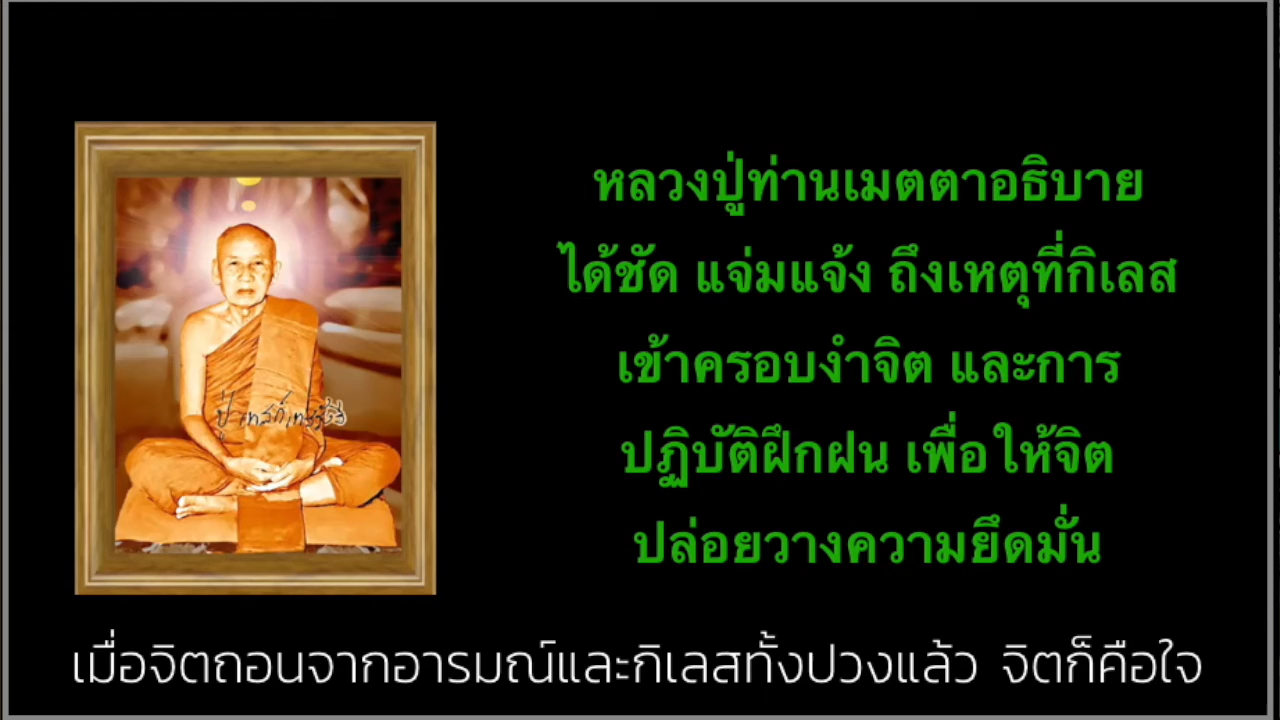 หลวงปู่ท่านเมตตาอธิบาย
ได้ชัด แจ่มแจ้ง ถึงเหตุที่กิเลส
เข้าครอบงำจิต และการ
ปฏิบัติฝึกฝน เพื่อให้จิต
ปล่อยวางความยึดมั่น
เมื่อจิตถอนจากอารมณ์และกิเลสทั้งปวงแล้ว จิตก็คือใจ